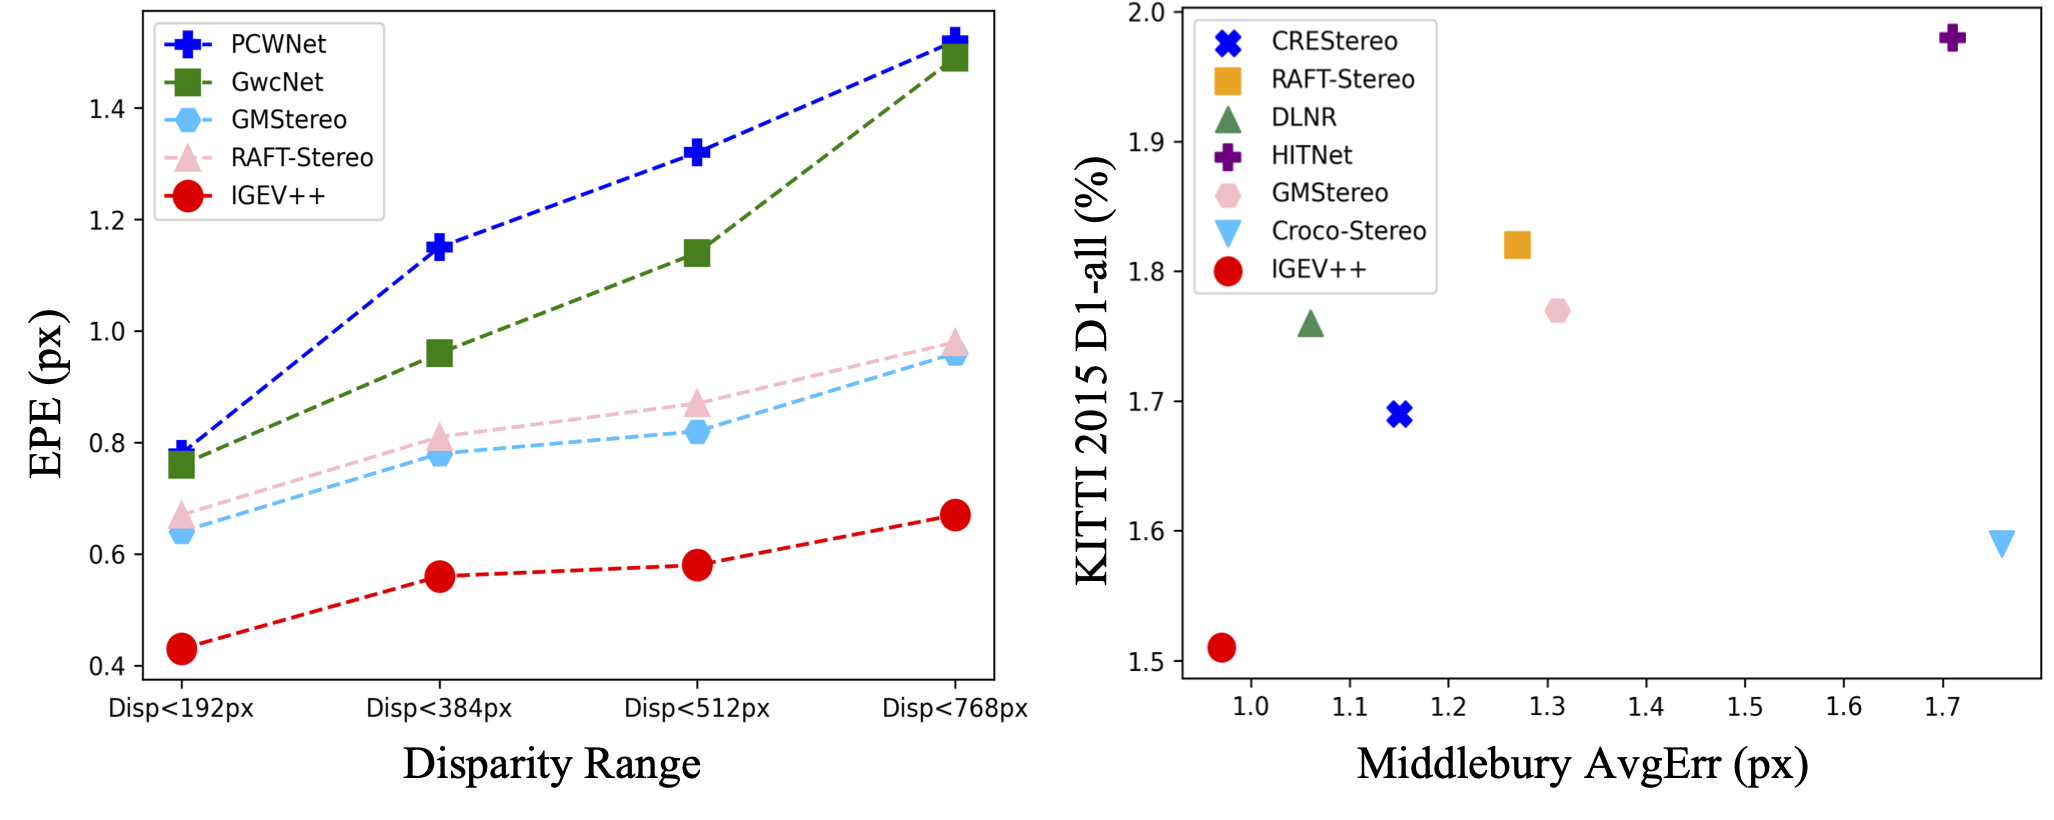 PCWNet
GwcNet
GMStereo
RAFT-Stereo
IGEV++
EPE (px)
1.4
1.2
1.0
0.8
0.6
0.4
Disp<192px
Disp<384px
Disp<512px
Disp<768px
Disparity Range
CREStereo
RAFT-Stereo
DLNR
HITNet
GMStereo
Croco-Stereo
IGEV++
KITTI 2015 D1-all (%)
2.0
1.9
1.8
1.7
1.6
1.5
1.0
1.1
1.2
1.3
1.4
1.5
1.6
1.7
Middlebury AvgErr (px)